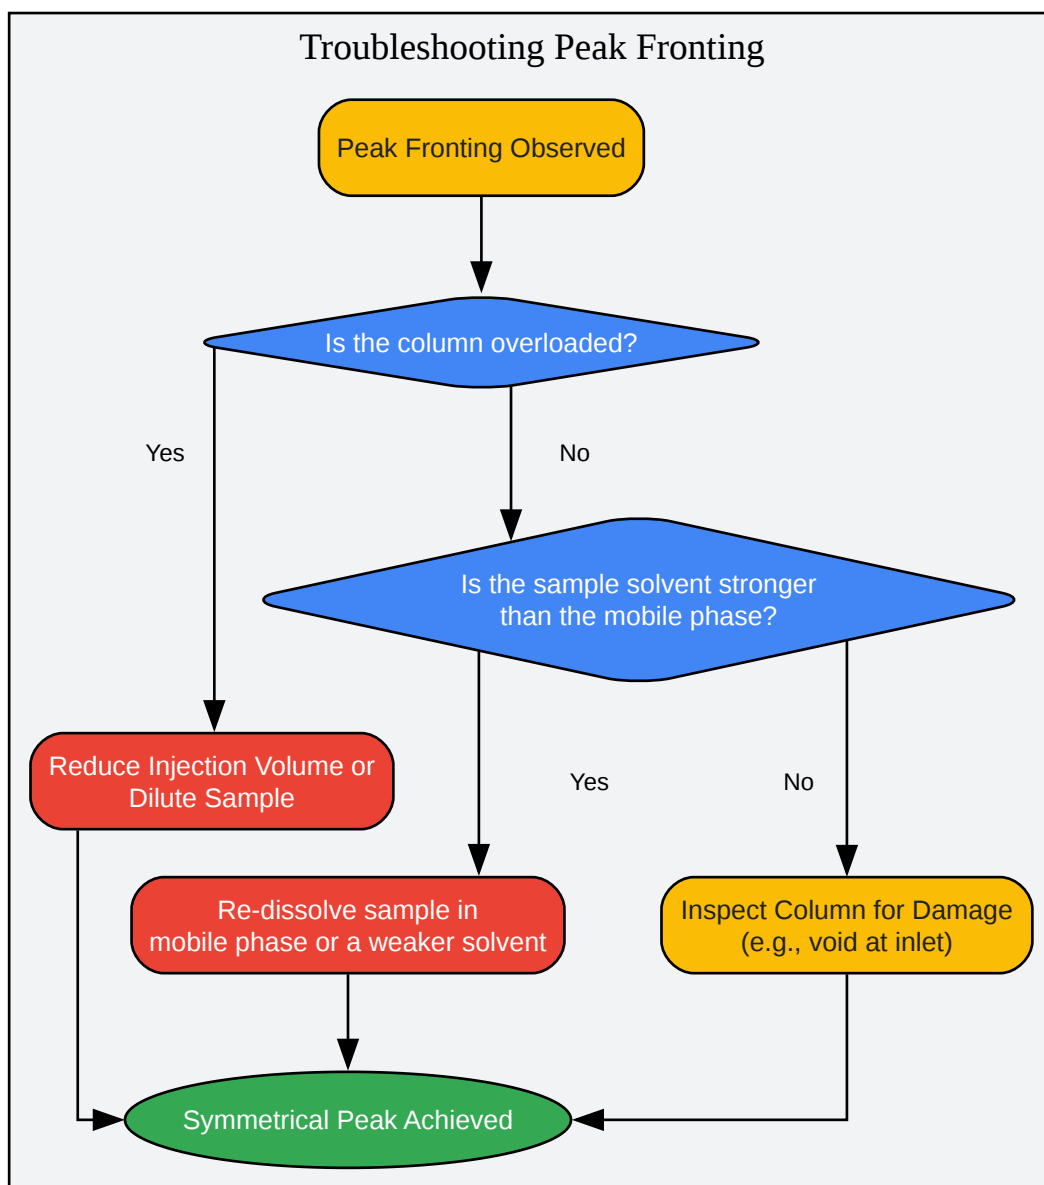 Troubleshooting Peak Fronting
Peak Fronting Observed
Is the column overloaded?
Yes
No
Is the sample solvent stronger
than the mobile phase?
Reduce Injection Volume or
Dilute Sample
Yes
No
Re-dissolve sample in
mobile phase or a weaker solvent
Inspect Column for Damage
(e.g., void at inlet)
Symmetrical Peak Achieved